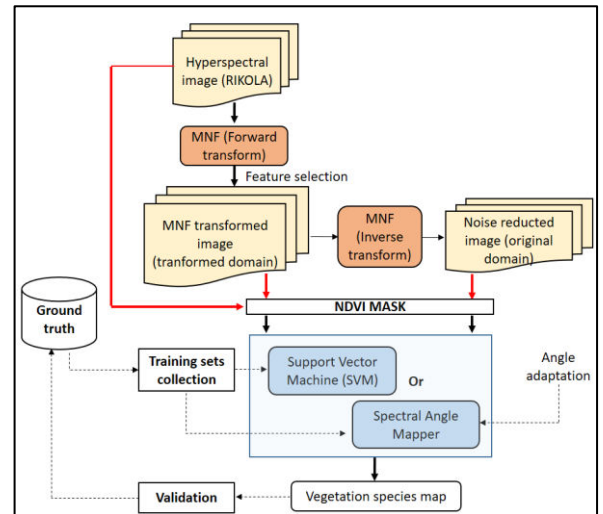 Hyperspectral
image (RIKOLA)
MNF (Forward
transform)
Feature selection
MNF transformed
image
(tranformed domain)
MNF
(Inverse
transform)
Noise reducted
image (original
domain)
NDVI MASK
Ground
truth
Training sets
collection
Support Vector
Machine (SVM)
Or
Spectral Angle
Mapper
Angle
adaptation
Validation
Vegetation species map